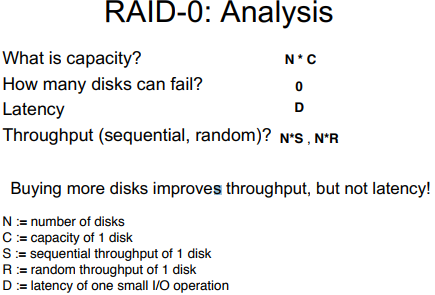 RAID-0: Analysis
What is capacity? N * C
How many disks can fail? 0
Latency D
Throughput (sequential, random)? N*S , N*R
Buying more disks improves throughput, but not latency!
N := number of disks
C := capacity of 1 disk
S := sequential throughput of 1 disk
R := random throughput of 1 disk
D := latency of one small I/O operation